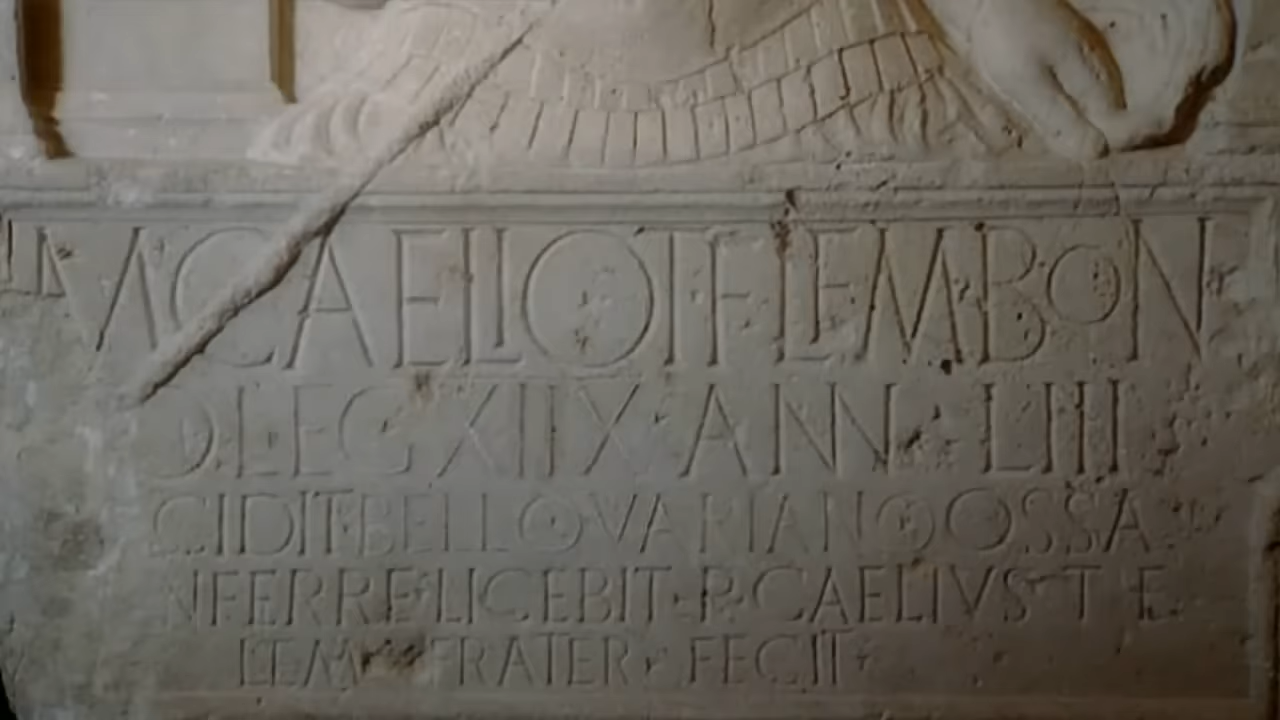 M CAELIO T F LEM BON
O LEG XIIX ANN LIII
CIDIT BELLO VARIANO OSSA
NFERRE LICEBIT P CAELIVS T F
LEM FRATER FECIT